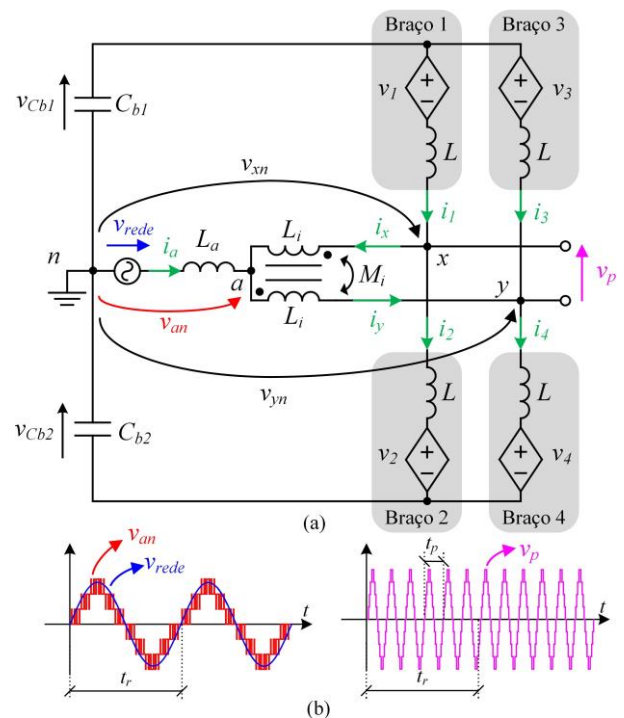 Braço 1 Braço 3
v_Cb1 C_b1 v_1 v_3
L L
v_xn
v_rede i_a L_a L_i i_x i_1 i_3
n a M_i x v_p
L_i i_y y
v_an i_2 i_4
v_yn L L
v_Cb2 C_b2 v_2 v_4
Braço 2 Braço 4
(a)
v_an t_p v_p
v_rede
t t
t_r t_r
(b)